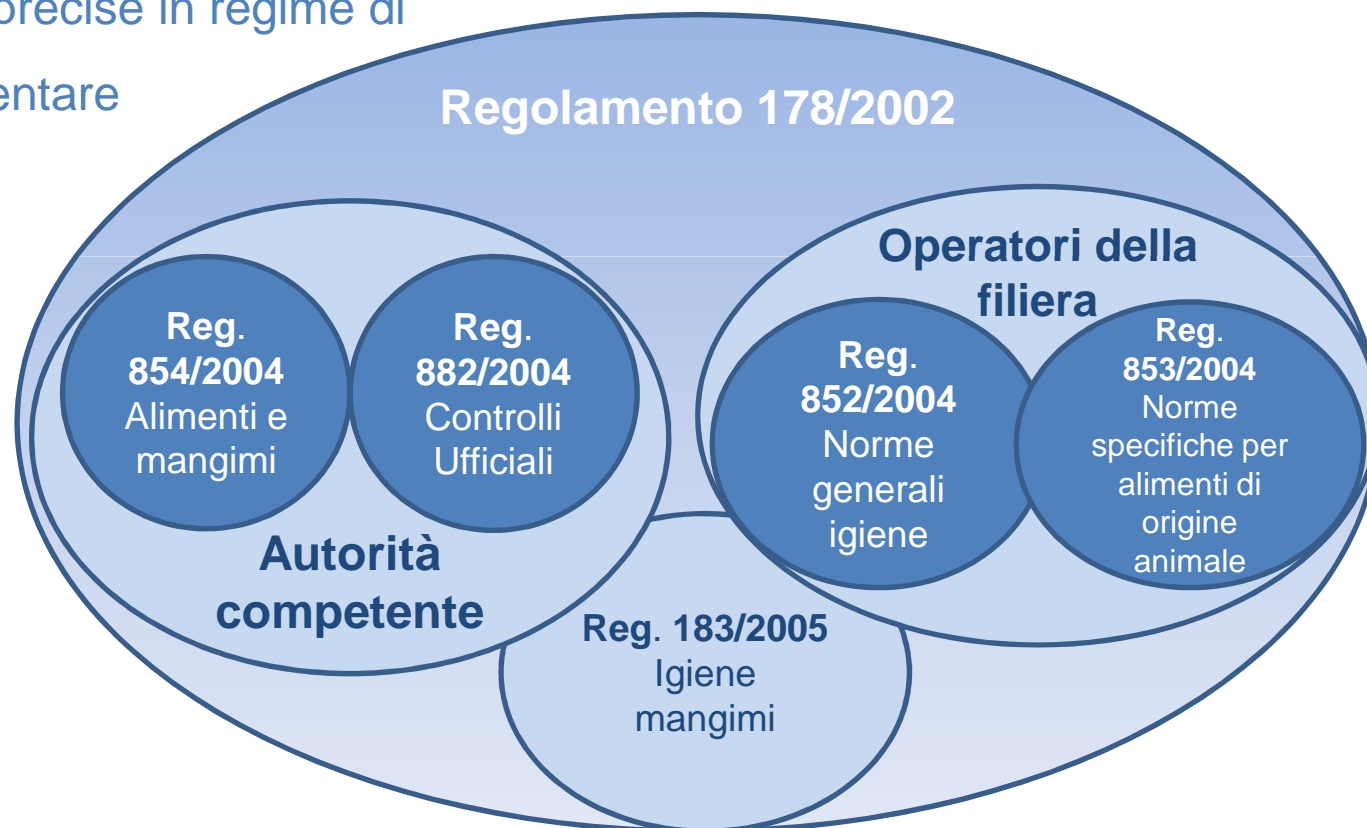 precise in regime di
entare
Regolamento 178/2002
Operatori della
filiera
Reg.
854/2004
Alimenti e
mangimi
Reg.
882/2004
Controlli
Ufficiali
Reg.
852/2004
Norme
generali
igiene
Reg.
853/2004
Norme
specifiche per
alimenti di
origine
animale
Autorità
competente
Reg. 183/2005
Igiene
mangimi